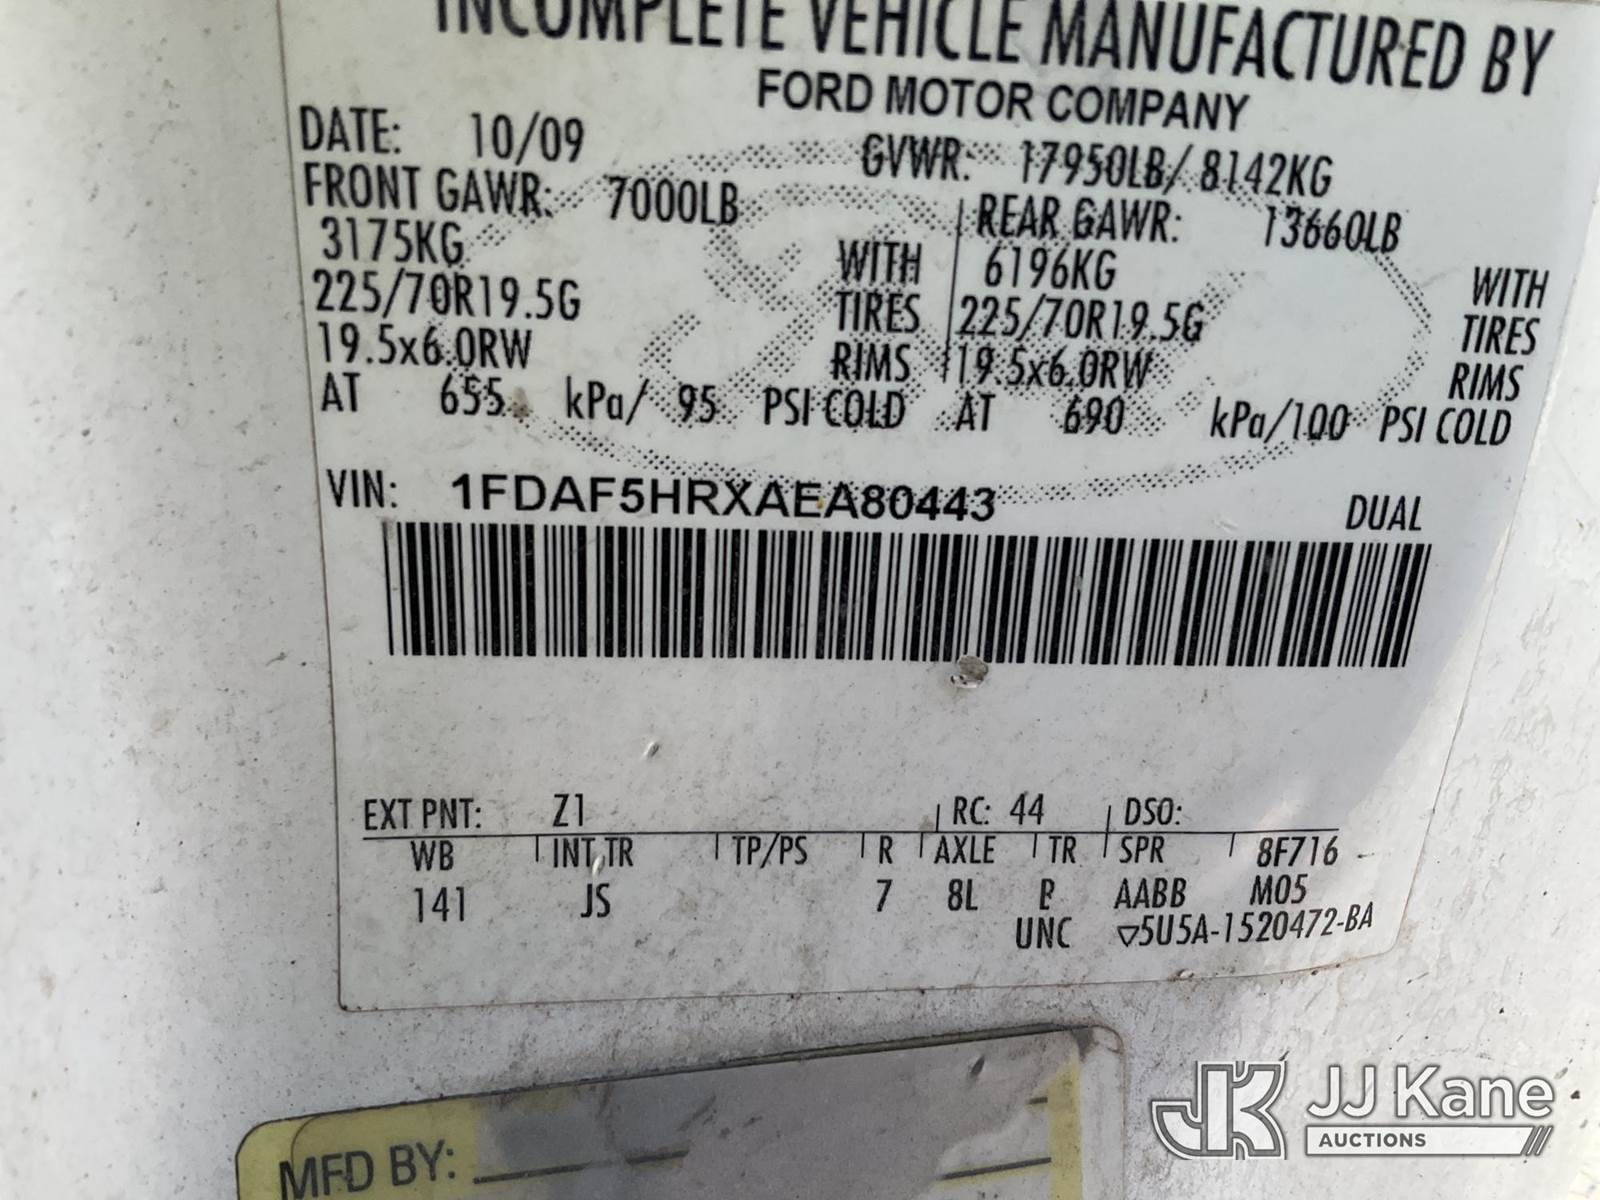 INCOMPLETE VEHICLE MANUFACTURED BY
FORD MOTOR COMPANY
DATE: 10/09 GVWR: 17950LB/ 8142KG
FRONT GAWR: 7000LB REAR GAWR: 13660LB
3175KG WITH 6196KG WITH
225/70R19.5G TIRES 225/70R19.5G TIRES
19.5x6.0RW RIMS 19.5x6.0RW RIMS
AT 655 kPa/ 95 PSI COLD AT 690 kPa/100 PSI COLD
VIN: 1FDAF5HRXAEA80443 DUAL
EXT PNT: Z1 RC: 44 DSO:
WB INT TR TP/PS R AXLE TR SPR 8F716
141 JS 7 8L AABB M05
UNC ▽5U5A-1520472-BA
MFD BY:
JK JJ Kane
AUCTIONS